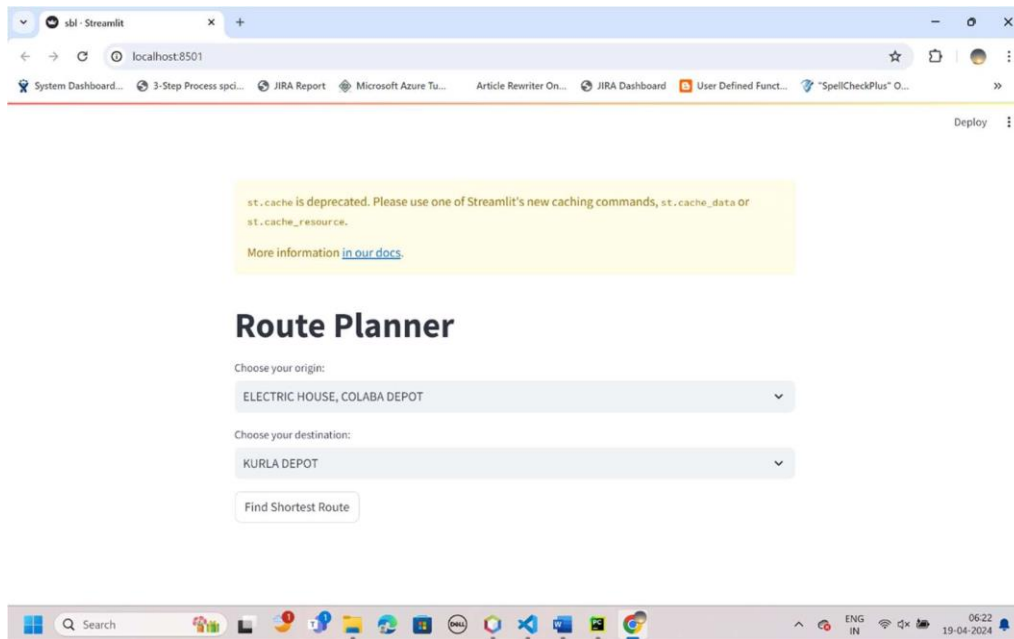 sbl · Streamlit
localhost:8501
System Dashboard... 3-Step Process spci... JIRA Report Microsoft Azure Tu... Article Rewriter On... JIRA Dashboard User Defined Funct... "SpellCheckPlus" O... »
Deploy
st.cache is deprecated. Please use one of Streamlit's new caching commands, st.cache_data or
st.cache_resource.
More information in our docs.
Route Planner
Choose your origin:
ELECTRIC HOUSE, COLABA DEPOT
Choose your destination:
KURLA DEPOT
Find Shortest Route
Search
ENG
IN
06:22
19-04-2024